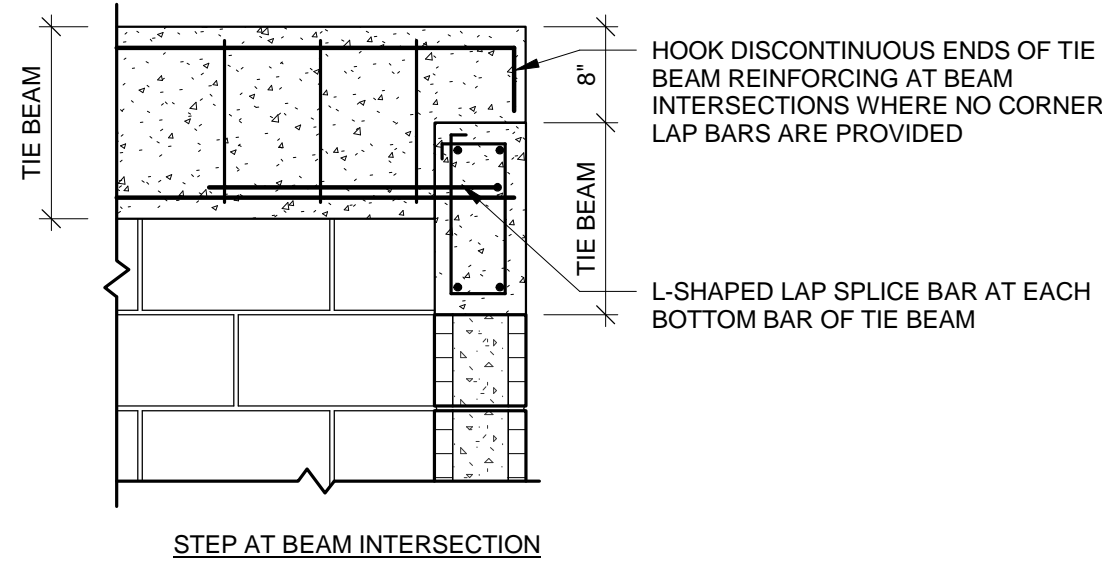 TIE BEAM
8"
TIE BEAM
HOOK DISCONTINUOUS ENDS OF TIE
BEAM REINFORCING AT BEAM
INTERSECTIONS WHERE NO CORNER
LAP BARS ARE PROVIDED
L-SHAPED LAP SPLICE BAR AT EACH
BOTTOM BAR OF TIE BEAM
STEP AT BEAM INTERSECTION